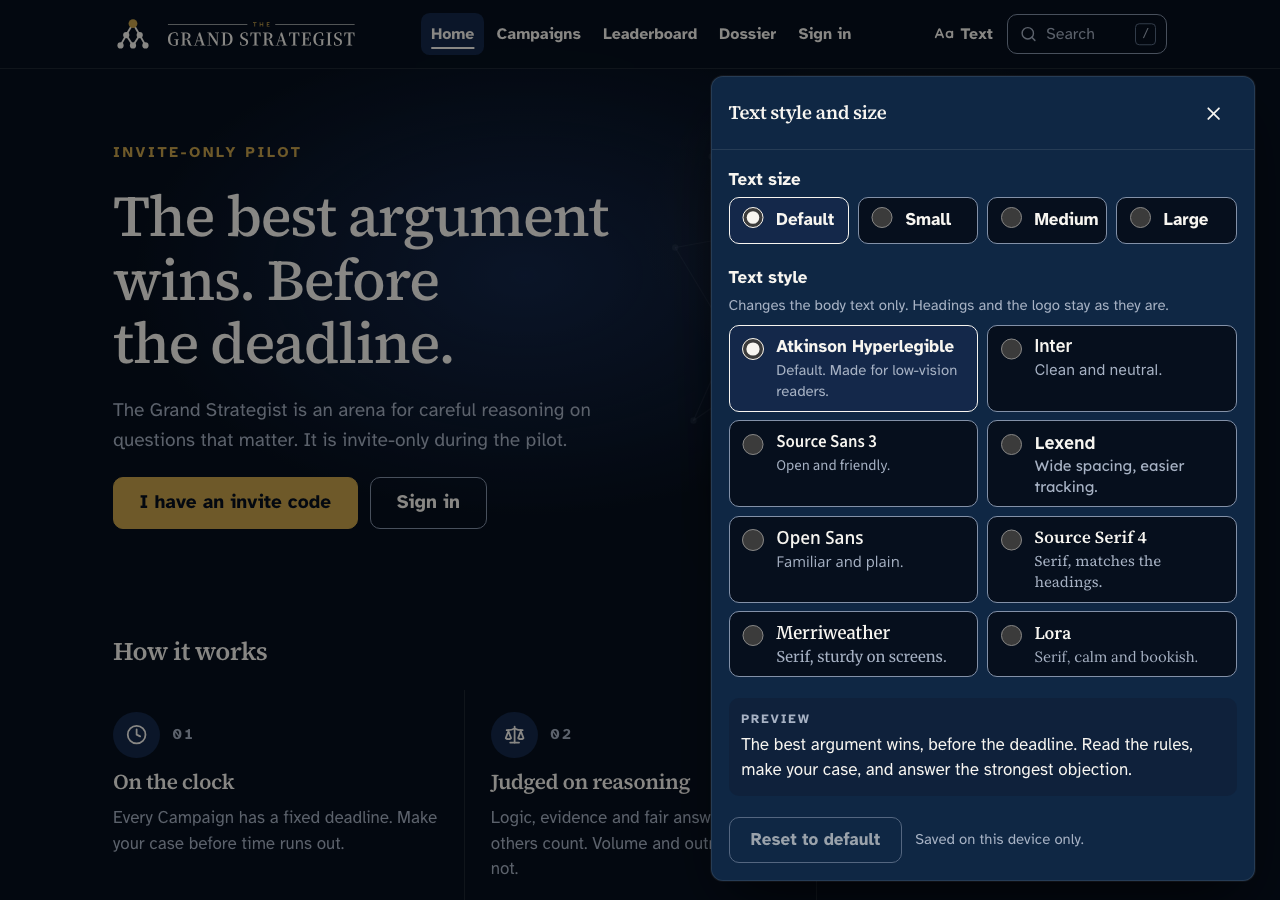 THE
GRAND STRATEGIST
Home
Campaigns
Leaderboard
Dossier
Sign in
Aa Text
Search
/
INVITE-ONLY PILOT
The best argument
wins. Before
the deadline.
The Grand Strategist is an arena for careful reasoning on
questions that matter. It is invite-only during the pilot.
I have an invite code
Sign in
How it works
01
On the clock
Every Campaign has a fixed deadline. Make
your case before time runs out.
02
Judged on reasoning
Logic, evidence and fair answ
others count. Volume and out
not.
Text style and size
Text size
Default
Small
Medium
Large
Text style
Changes the body text only. Headings and the logo stay as they are.
Atkinson Hyperlegible
Default. Made for low-vision
readers.
Inter
Clean and neutral.
Source Sans 3
Open and friendly.
Lexend
Wide spacing, easier
tracking.
Open Sans
Familiar and plain.
Source Serif 4
Serif, matches the
headings.
Merriweather
Serif, sturdy on screens.
Lora
Serif, calm and bookish.
PREVIEW
The best argument wins, before the deadline. Read the rules,
make your case, and answer the strongest objection.
Reset to default
Saved on this device only.